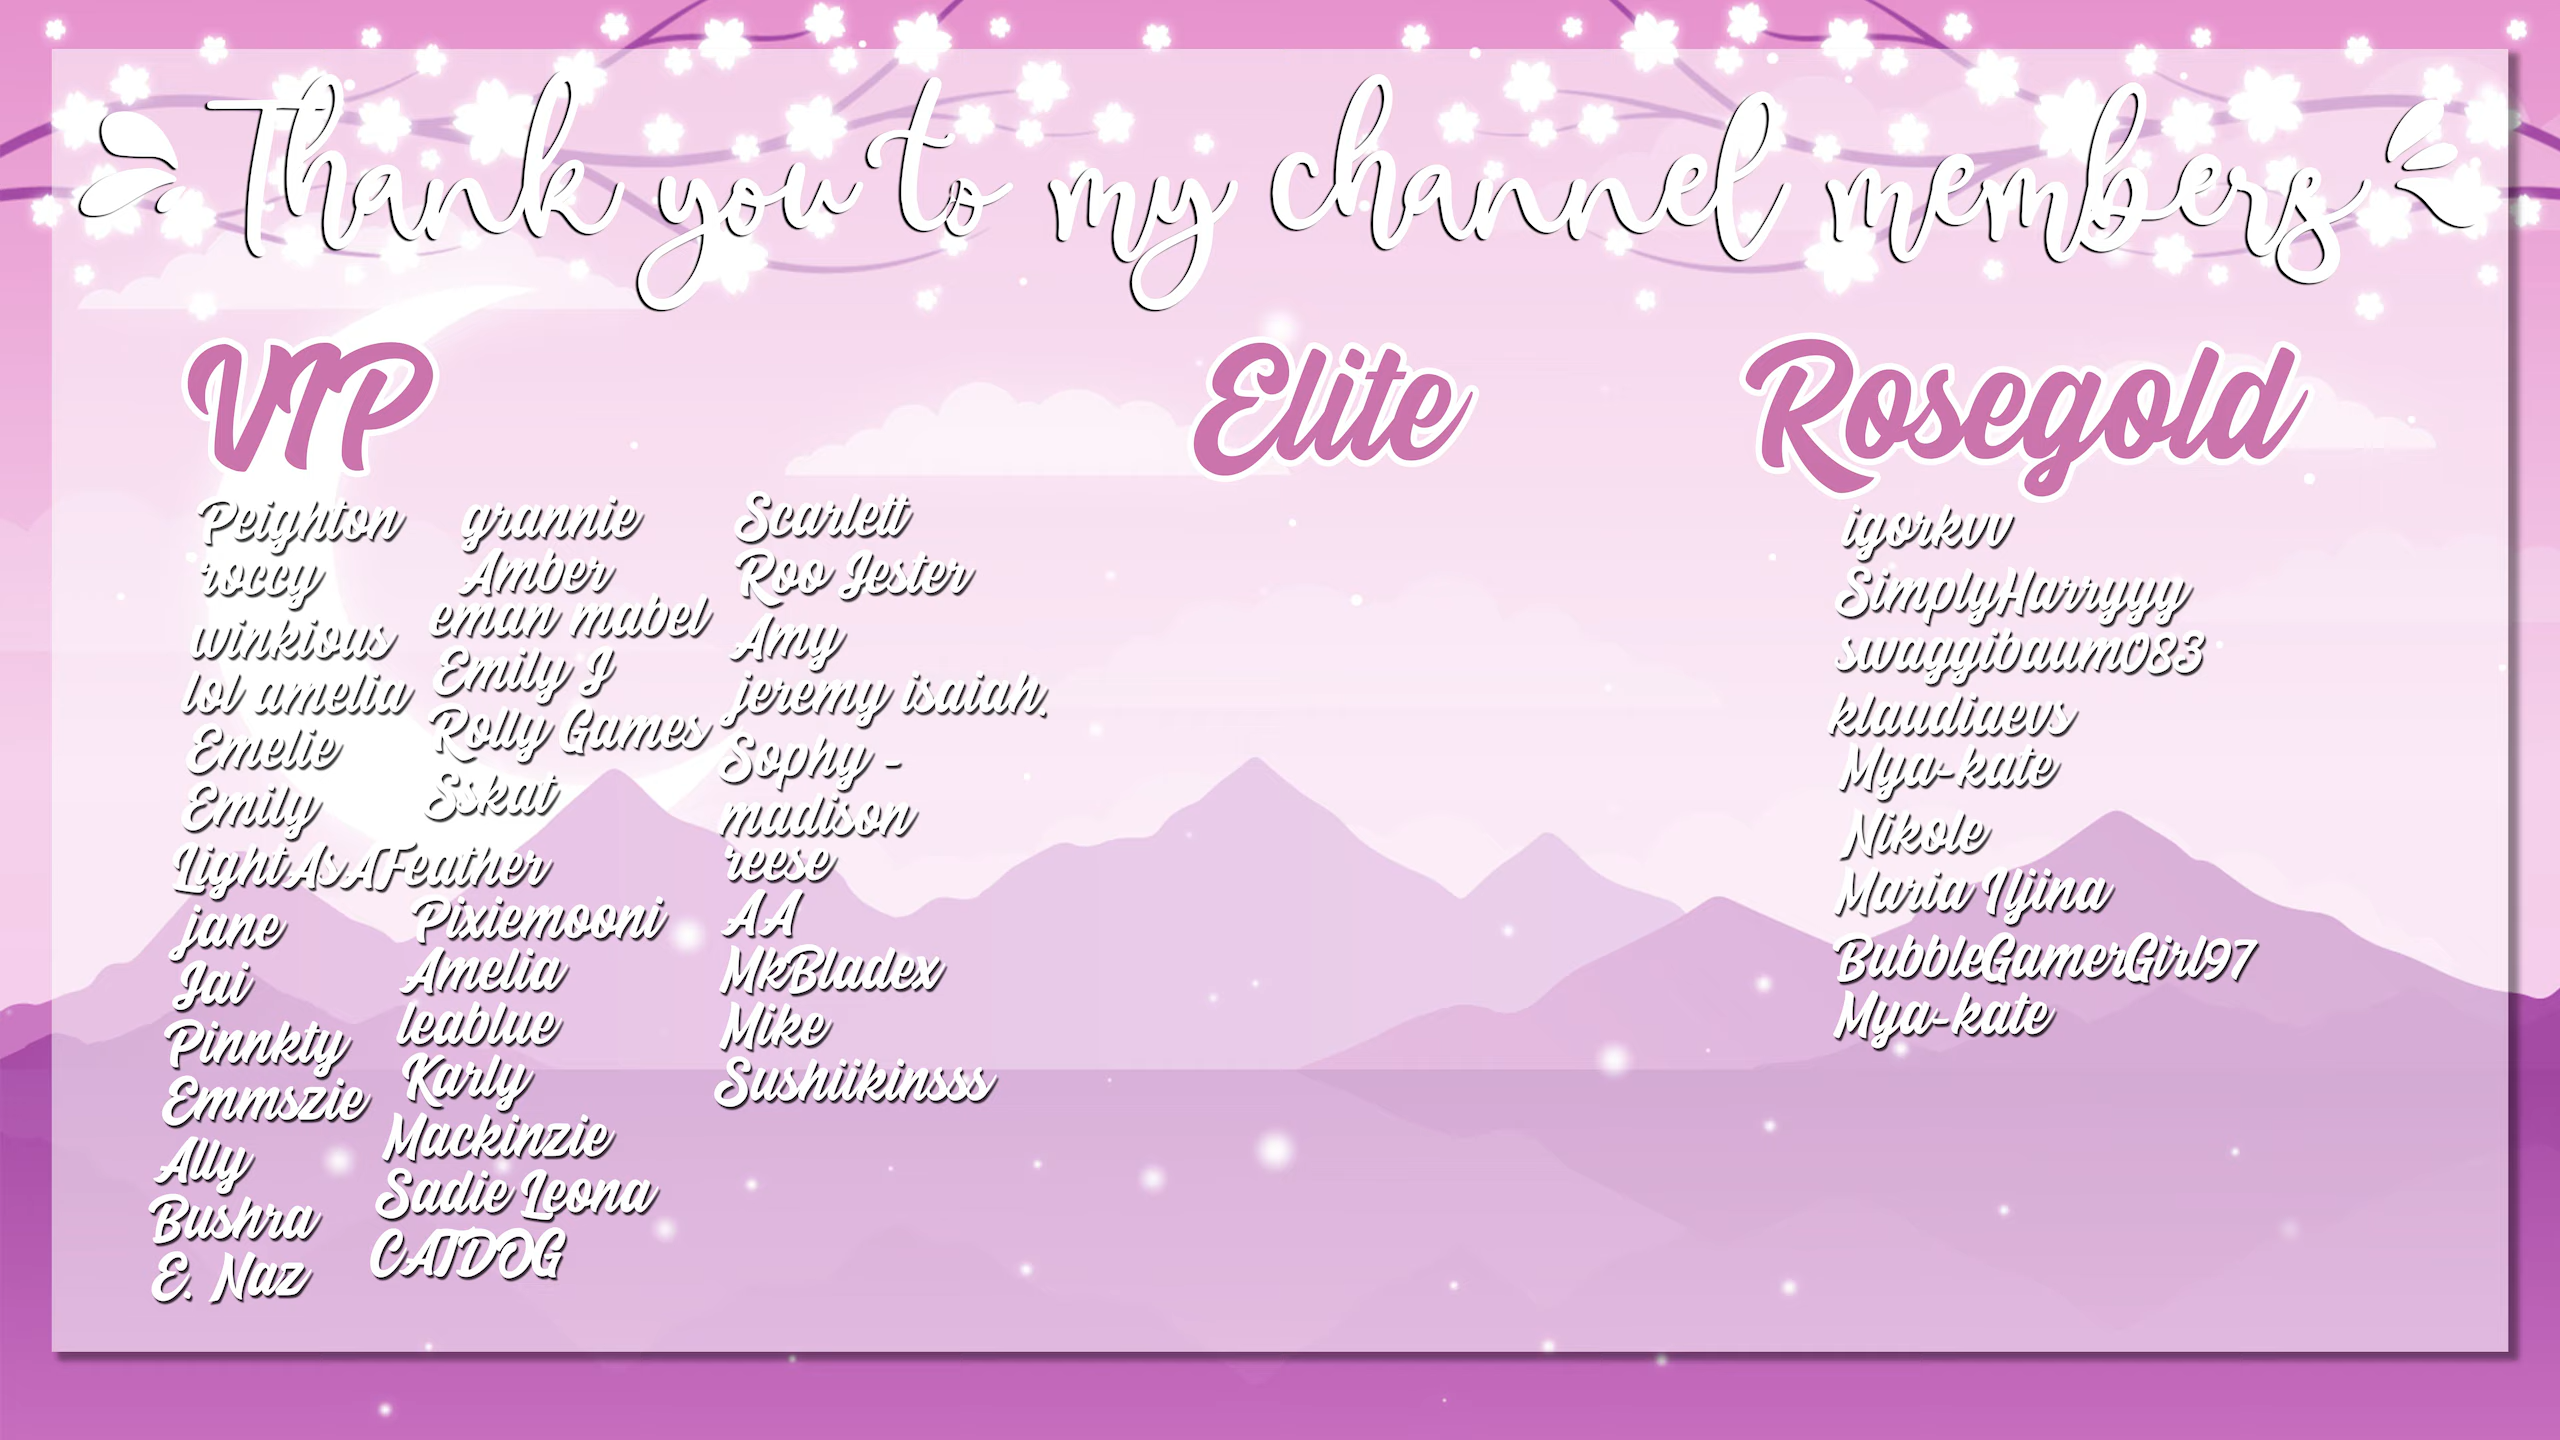 Thank you to my channel members
VIP
Peighton
roccy
winkious
lol amelia
Emelie
Emily
LightAsAFeather
jane
Jai
Pinnkty
Emmszie
Ally
Bushra
E. Naz
grannie
Amber
eman mabel
Emily J
Rolly Games
Sskat
Pixiemooni
Amelia
leablue
Karly
Mackinzie
Sadie Leona
CATDOG
Scarlett
Roo Jester
Amy
jeremy isaiah.
Sophy -
madison
reese
AA
MkBladex
Mike
Sushiikinsss
Elite
Rosegold
igorkvv
SimplyHarryyy
swaggibaum083
klaudiaevs
Mya-kate
Nikole
Maria Iljina
BubbleGamerGirl97
Mya-kate